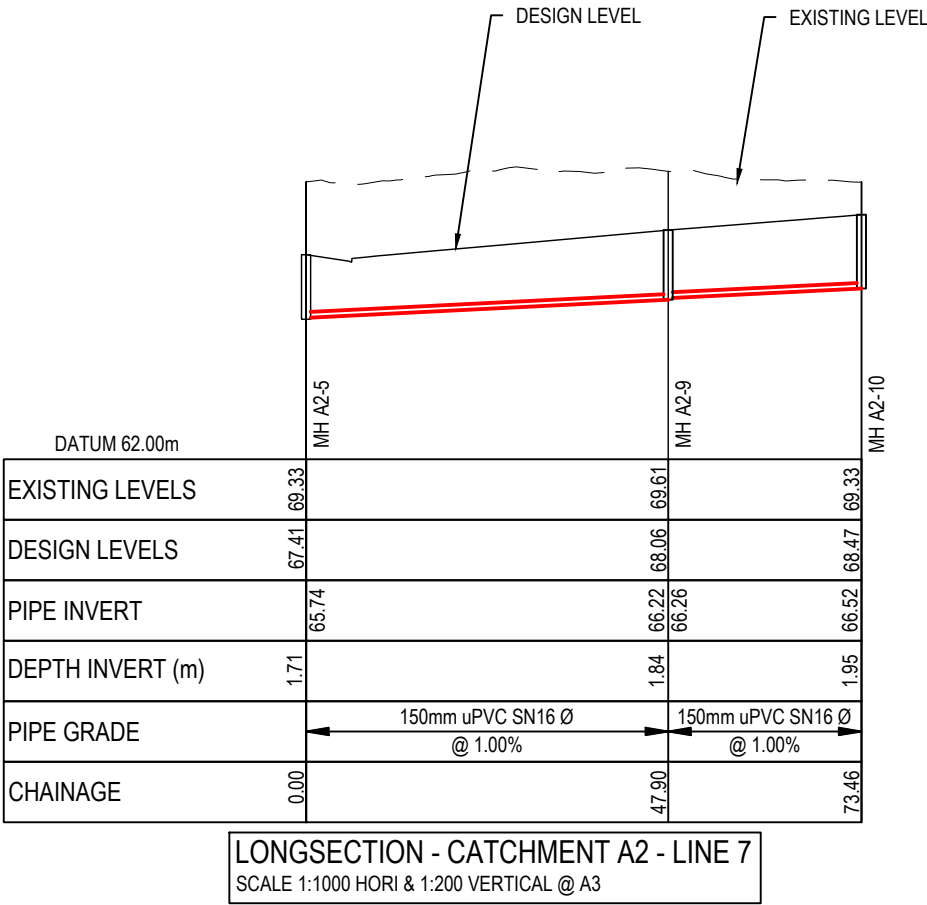 DESIGN LEVEL
EXISTING LEVEL
MH A2-5
MH A2-9
MH A2-10
DATUM 62.00m
EXISTING LEVELS 69.33 69.61 69.33
DESIGN LEVELS 67.41 68.06 68.47
PIPE INVERT 65.74 66.22 66.26 66.52
DEPTH INVERT (m) 1.71 1.84 1.95
150mm uPVC SN16 Ø 150mm uPVC SN16 Ø
PIPE GRADE
@ 1.00% @ 1.00%
CHAINAGE 0.00 47.90 73.46
LONGSECTION - CATCHMENT A2 - LINE 7
SCALE 1:1000 HORI & 1:200 VERTICAL @ A3